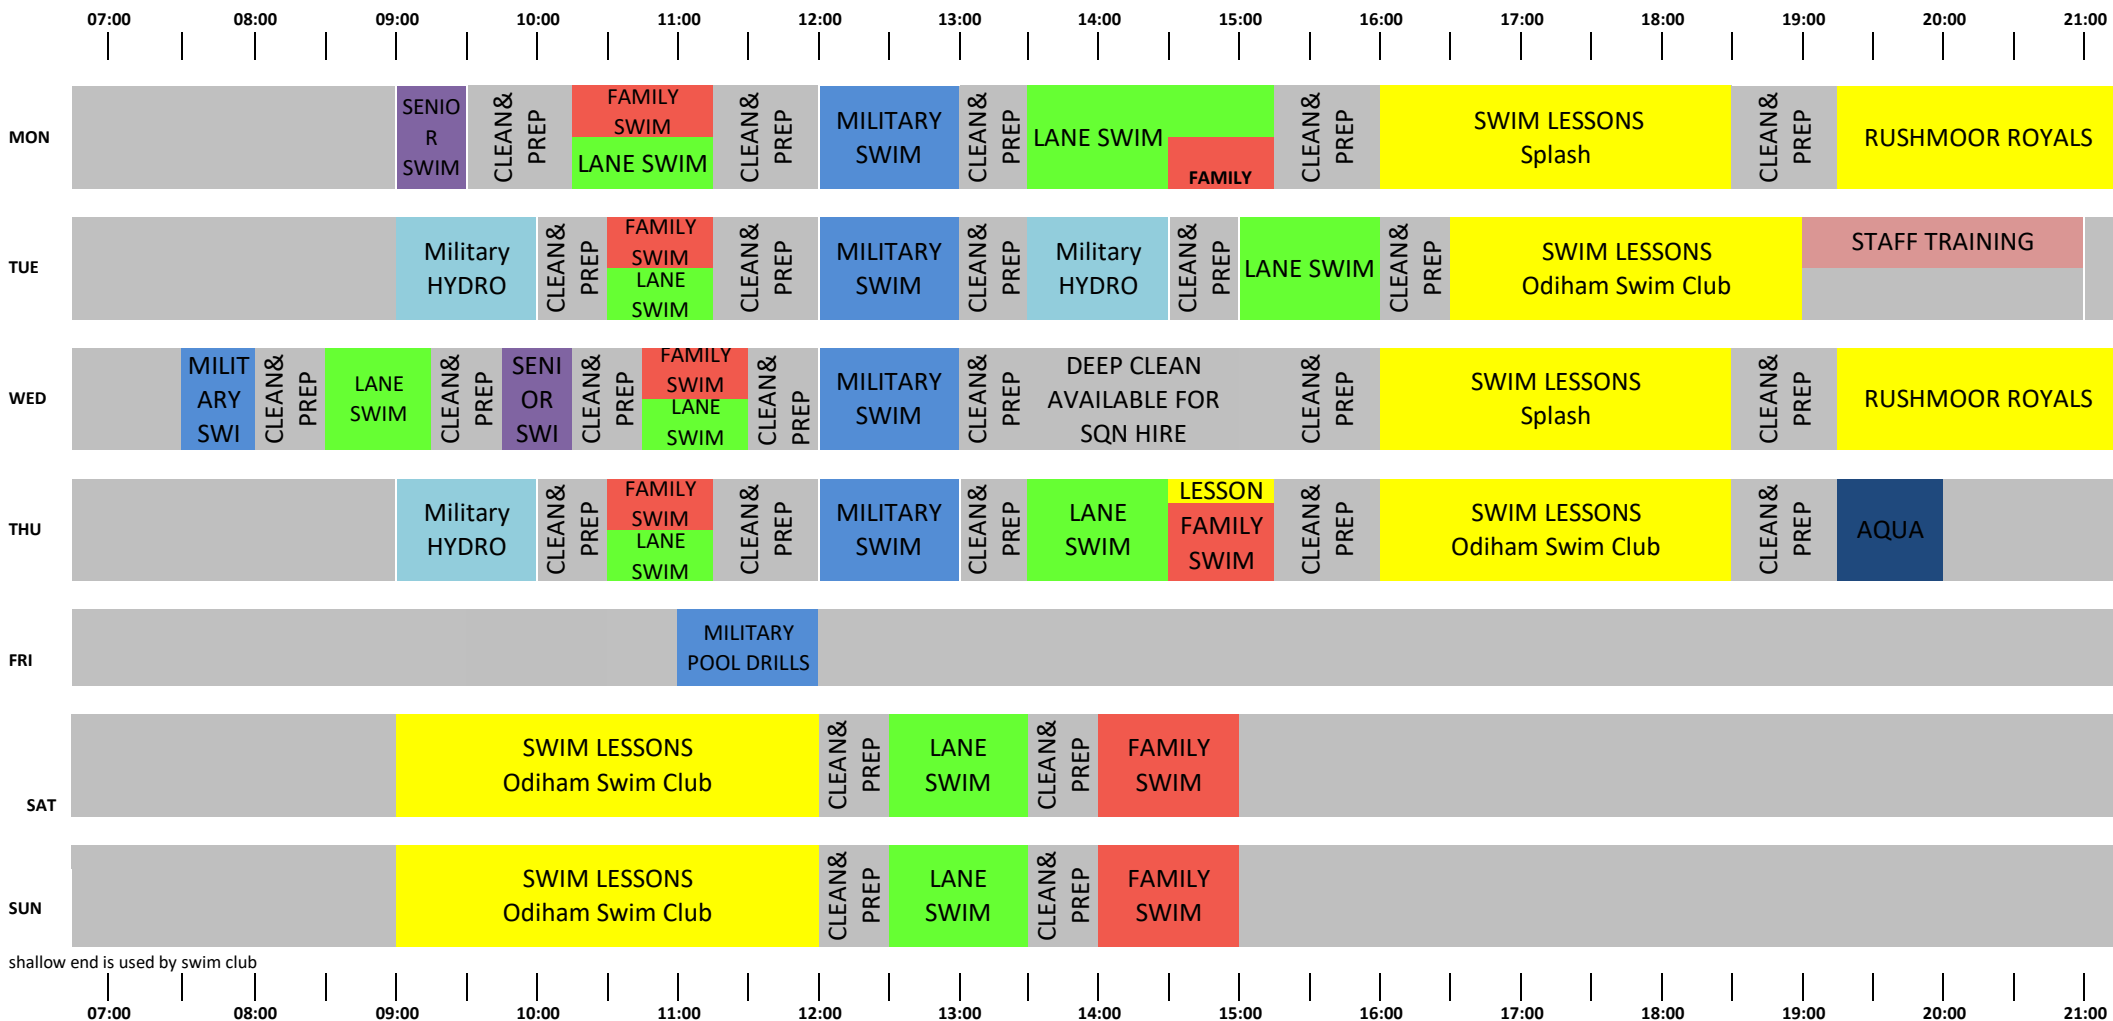 07:00 08:00 09:00 10:00 11:00 12:00 13:00 14:00 15:00 16:00 17:00 18:00 19:00 20:00 21:00
MON
SENIO
R
SWIM
CLEAN&
PREP
FAMILY
SWIM
LANE SWIM
CLEAN&
PREP
MILITARY
SWIM
CLEAN&
PREP
LANE SWIM
FAMILY
CLEAN&
PREP
SWIM LESSONS
Splash
CLEAN&
PREP
RUSHMOOR ROYALS
TUE
Military
HYDRO
CLEAN&
PREP
FAMILY
SWIM
LANE
SWIM
CLEAN&
PREP
MILITARY
SWIM
CLEAN&
PREP
Military
HYDRO
CLEAN&
PREP
LANE SWIM
CLEAN&
PREP
SWIM LESSONS
Odiham Swim Club
STAFF TRAINING
WED
MILIT
ARY
SWI
CLEAN&
PREP
LANE
SWIM
CLEAN&
PREP
SENI
OR
SWI
CLEAN&
PREP
FAMILY
SWIM
LANE
SWIM
CLEAN&
PREP
MILITARY
SWIM
CLEAN&
PREP
DEEP CLEAN
AVAILABLE FOR
SQN HIRE
CLEAN&
PREP
SWIM LESSONS
Splash
CLEAN&
PREP
RUSHMOOR ROYALS
THU
Military
HYDRO
CLEAN&
PREP
FAMILY
SWIM
LANE
SWIM
CLEAN&
PREP
MILITARY
SWIM
CLEAN&
PREP
LANE
SWIM
LESSON
FAMILY
SWIM
CLEAN&
PREP
SWIM LESSONS
Odiham Swim Club
CLEAN&
PREP
AQUA
FRI
MILITARY
POOL DRILLS
SAT
SWIM LESSONS
Odiham Swim Club
CLEAN&
PREP
LANE
SWIM
CLEAN&
PREP
FAMILY
SWIM
SUN
SWIM LESSONS
Odiham Swim Club
CLEAN&
PREP
LANE
SWIM
CLEAN&
PREP
FAMILY
SWIM
shallow end is used by swim club
07:00 08:00 09:00 10:00 11:00 12:00 13:00 14:00 15:00 16:00 17:00 18:00 19:00 20:00 21:00